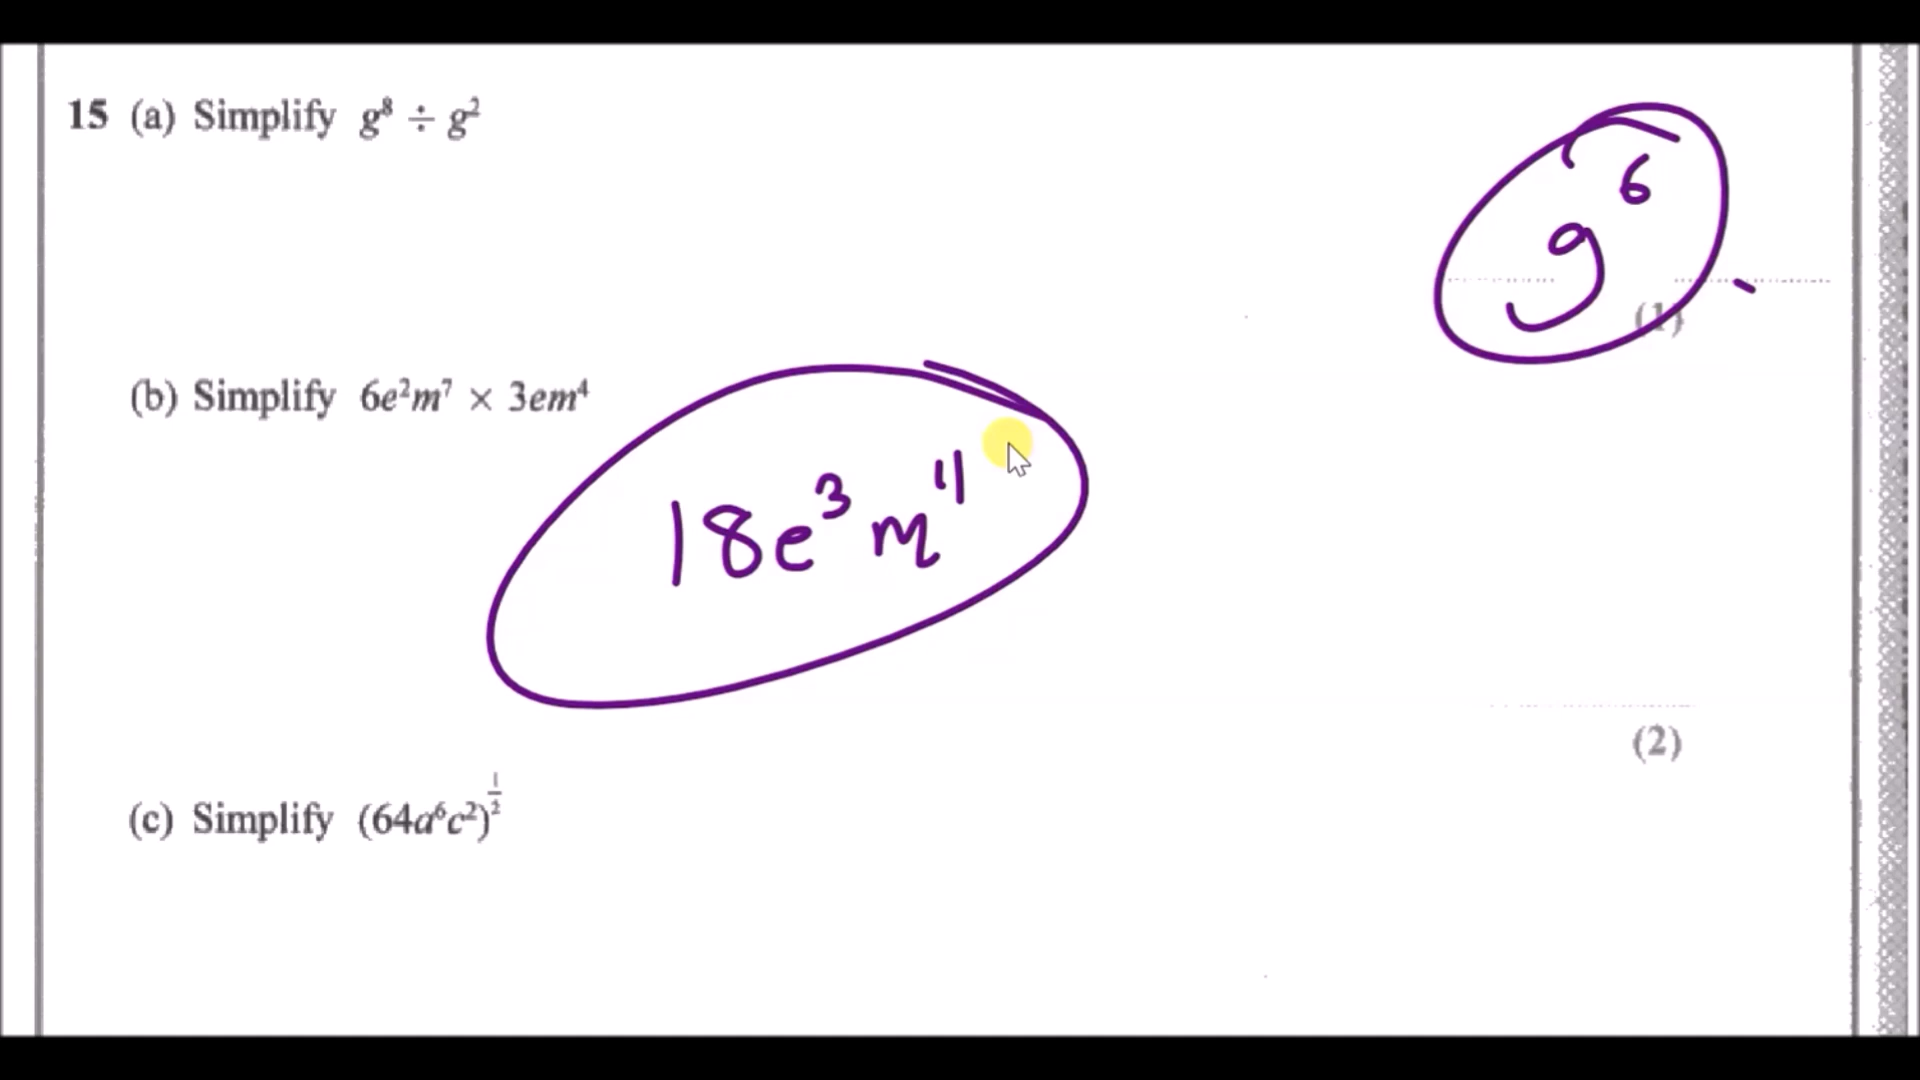 15 (a) Simplify g⁸ ÷ g²
g⁶
(1)
(b) Simplify 6e²m⁷ × 3em⁴
18e³m¹¹
(2)
(c) Simplify (64a⁶c²)^½